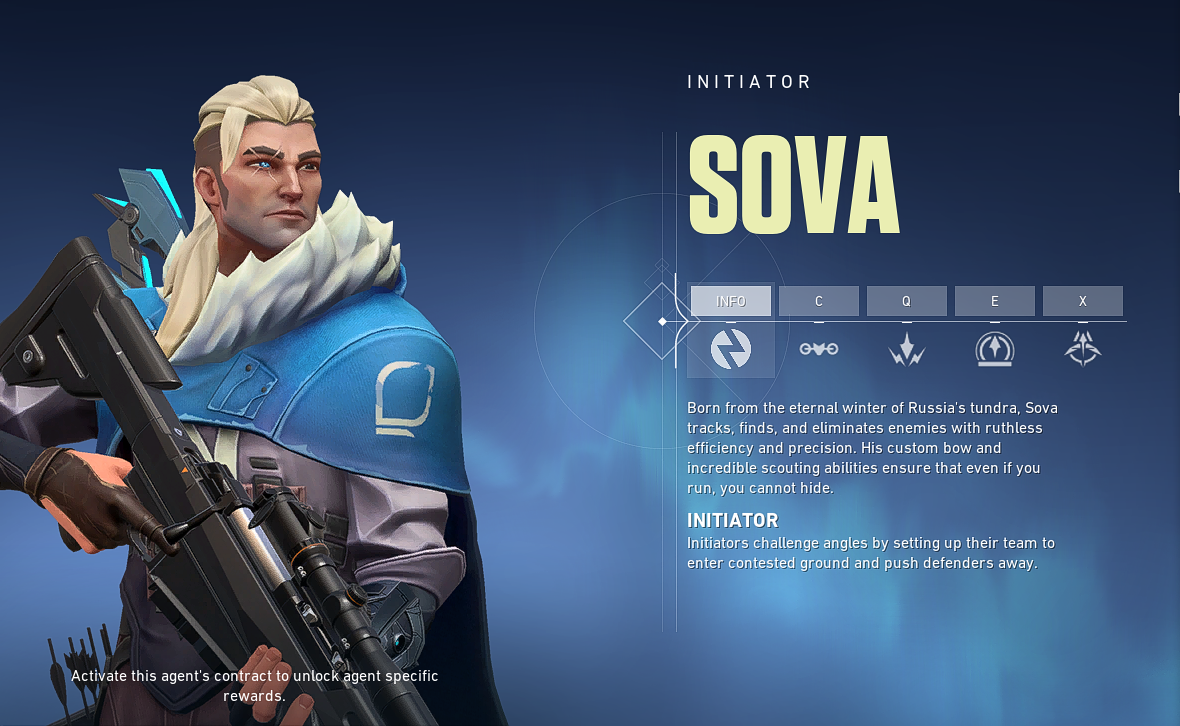 INITIATOR
SOVA
INFO C Q E X
Born from the eternal winter of Russia's tundra, Sova
tracks, finds, and eliminates enemies with ruthless
efficiency and precision. His custom bow and
incredible scouting abilities ensure that even if you
run, you cannot hide.
INITIATOR
Initiators challenge angles by setting up their team to
enter contested ground and push defenders away.
Activate this agent's contract to unlock agent specific
rewards.